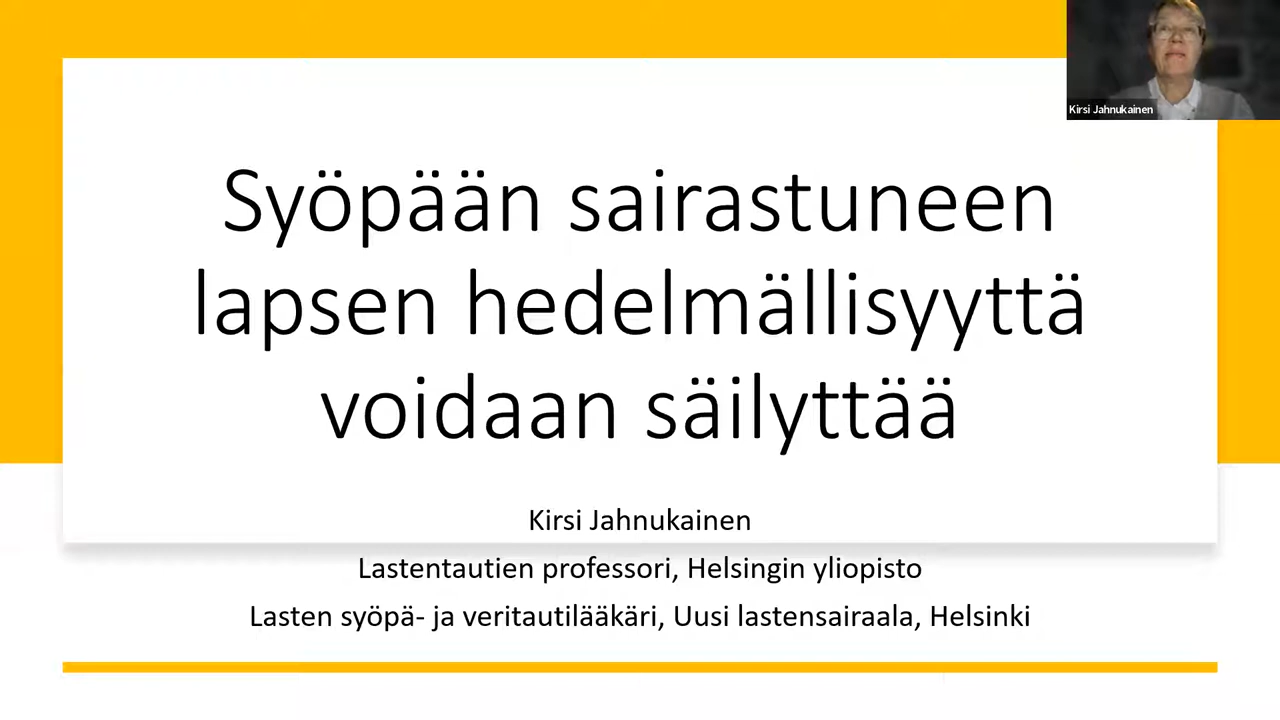 Kirsi Jahnukainen
Syöpään sairastuneen
lapsen hedelmällisyyttä
voidaan säilyttää
Kirsi Jahnukainen
Lastentautien professori, Helsingin yliopisto
Lasten syöpä- ja veritautilääkäri, Uusi lastensairaala, Helsinki